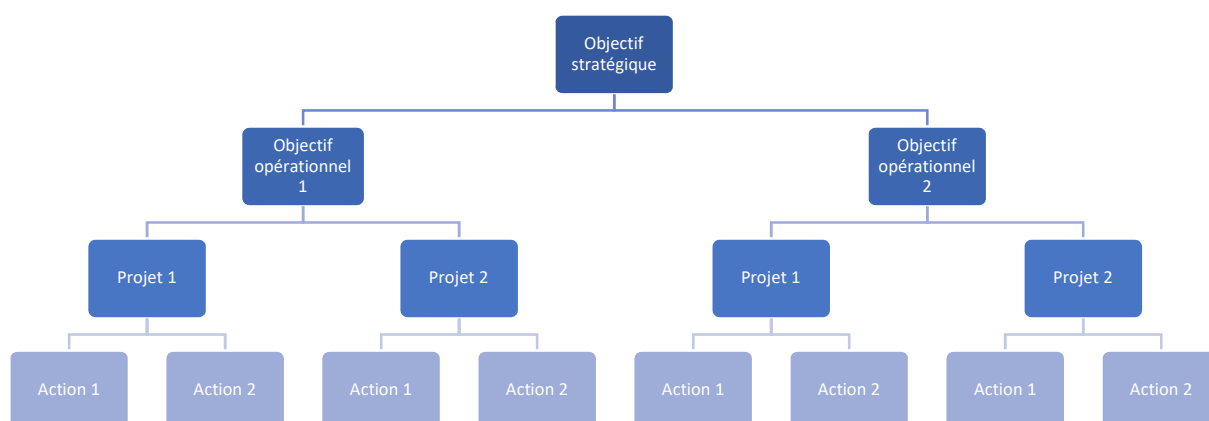 Objectif
stratégique
Objectif
opérationnel
1
Objectif
opérationnel
2
Projet 1
Projet 2
Projet 1
Projet 2
Action 1
Action 2
Action 1
Action 2
Action 1
Action 2
Action 1
Action 2